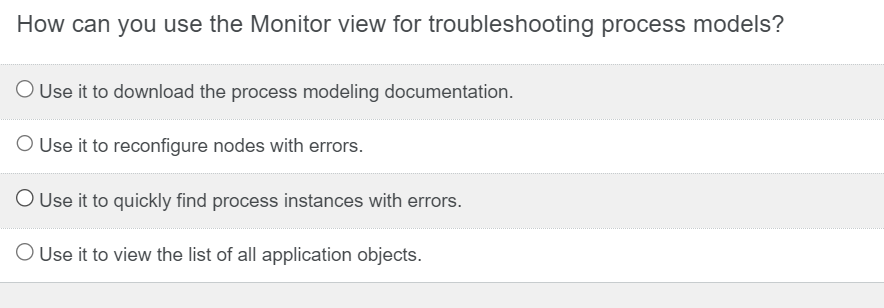 How can you use the Monitor view for troubleshooting process models?
Use it to download the process modeling documentation.
Use it to reconfigure nodes with errors.
Use it to quickly find process instances with errors.
Use it to view the list of all application objects.